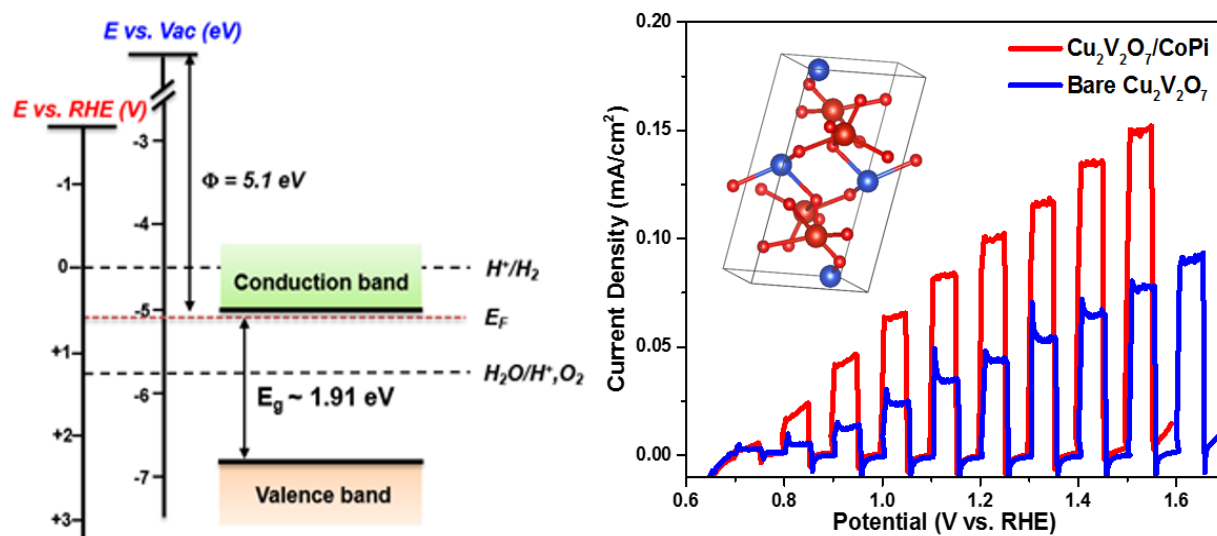 E vs. Vac (eV)
E vs. RHE (V)
-3
-1
Φ = 5.1 eV
-4
0
H⁺/H₂
Conduction band
-5
E_F
+1
H₂O/H⁺,O₂
-6
E_g ~ 1.91 eV
+2
-7
Valence band
+3
0.20
Cu₂V₂O₇/CoPi
Bare Cu₂V₂O₇
0.15
0.10
0.05
0.00
Current Density (mA/cm²)
0.6 0.8 1.0 1.2 1.4 1.6
Potential (V vs. RHE)